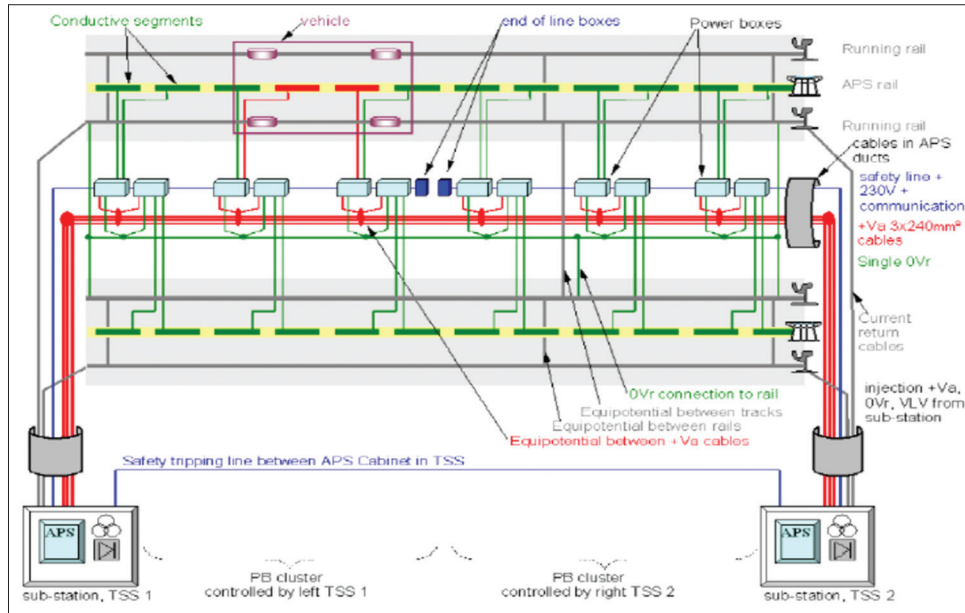 Conductive segments
vehicle
end of line boxes
Power boxes
Running rail
APS rail
Running rail
cables in APS
ducts
safety line +
230V +
communication
+Va 3x240mm²
cables
Single 0Vr
Current
return
cables
0Vr connection to rail
Equipotential between tracks
Equipotential between rails
Equipotential between +Va cables
injection +Va,
0Vr, VLV from
sub-station
Safety tripping line between APS Cabinet in TSS
APS
APS
PB cluster
controlled by left TSS 1
PB cluster
controlled by right TSS 2
sub-station, TSS 1
sub-station, TSS 2